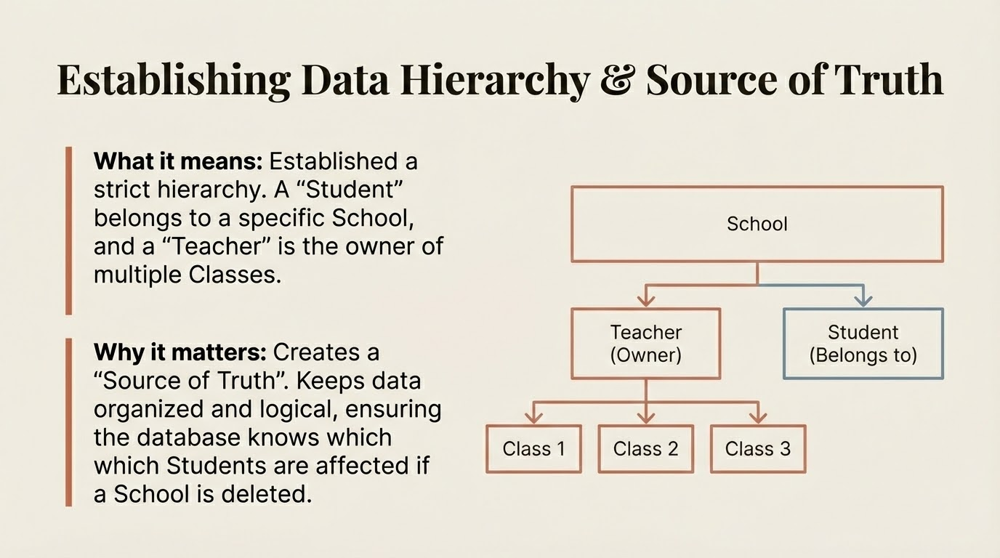 Establishing Data Hierarchy & Source of Truth
What it means: Established a
strict hierarchy. A “Student”
belongs to a specific School,
and a “Teacher” is the owner of
multiple Classes.
Why it matters: Creates a
“Source of Truth”. Keeps data
organized and logical, ensuring
the database knows which
which Students are affected if
a School is deleted.
School
Teacher
(Owner)
Student
(Belongs to)
Class 1
Class 2
Class 3